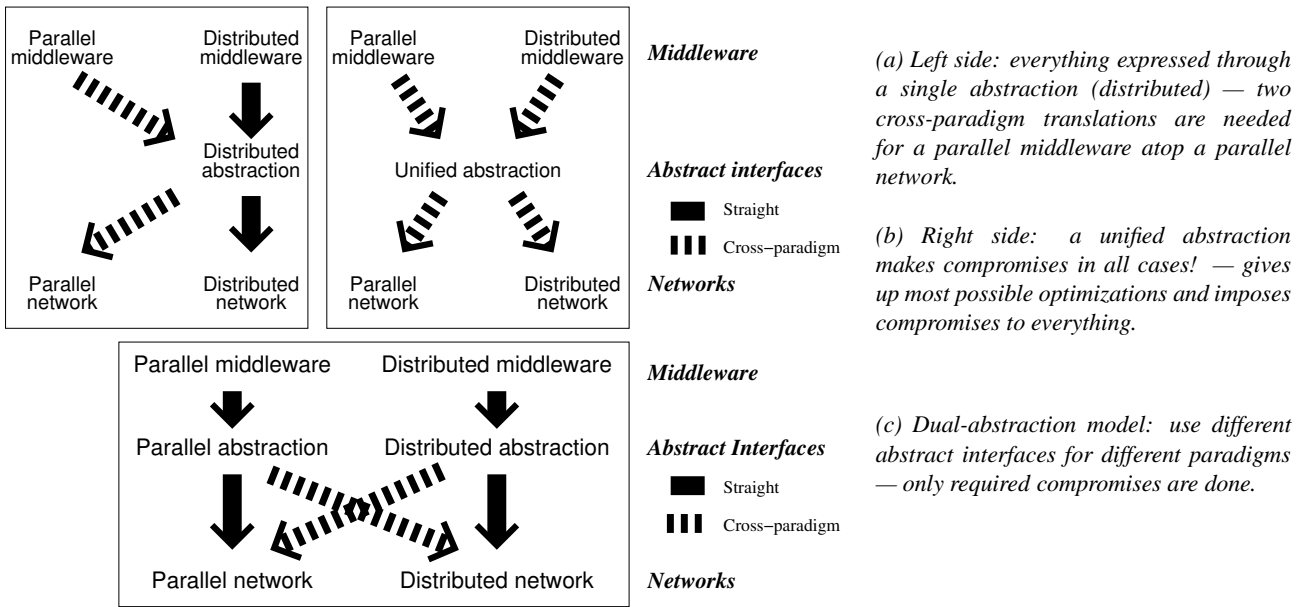 Parallel
middleware
Distributed
middleware
Distributed
abstraction
Parallel
network
Distributed
network
Parallel
middleware
Distributed
middleware
Unified abstraction
Parallel
network
Distributed
network
Middleware
Abstract interfaces
Straight
Cross−paradigm
Networks
(a) Left side: everything expressed through
a single abstraction (distributed) — two
cross-paradigm translations are needed
for a parallel middleware atop a parallel
network.
(b) Right side: a unified abstraction
makes compromises in all cases! — gives
up most possible optimizations and imposes
compromises to everything.
Parallel middleware
Distributed middleware
Parallel abstraction
Distributed abstraction
Parallel network
Distributed network
Middleware
Abstract Interfaces
Straight
Cross−paradigm
Networks
(c) Dual-abstraction model: use different
abstract interfaces for different paradigms
— only required compromises are done.